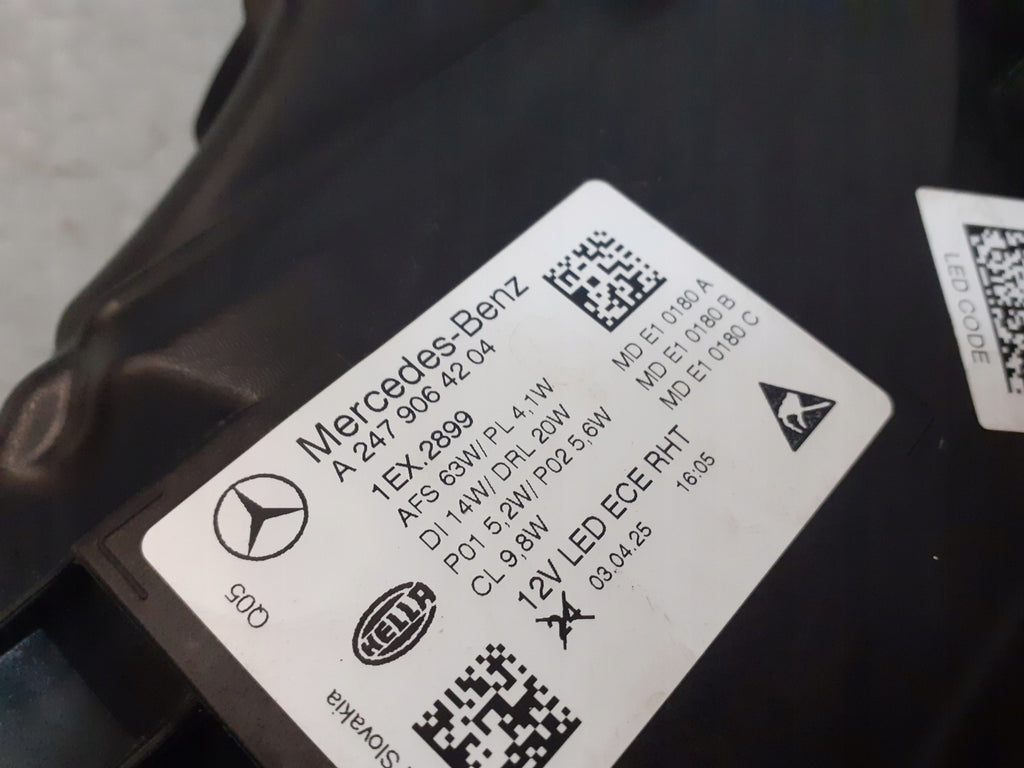 Mercedes-Benz
A 247 906 42 04
1EX.2899
AFS 63W/ PL 4,1W
DI 14W/ DRL 20W
P01 5,2W/ P02 5,6W
CL 9,8W
12V LED ECE RHT
24 03.04.25 16:05
MD E1 0180 A
MD E1 0180 B
MD E1 0180 C
Q05
HELLA
/Slovakia
LED CODE